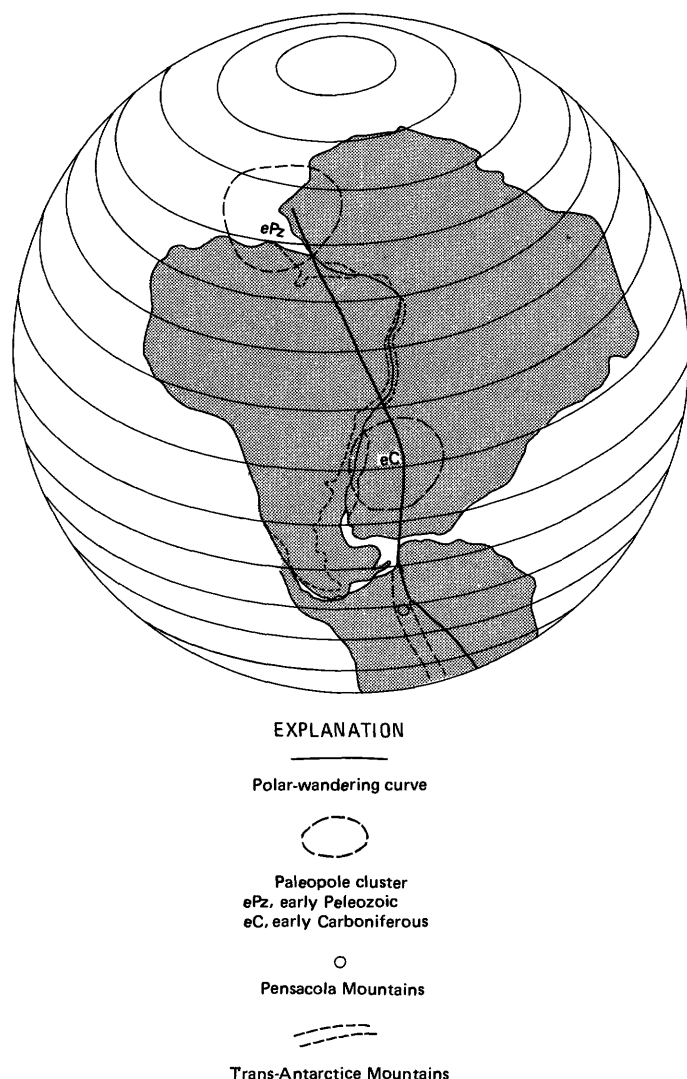 ePz
eC
EXPLANATION
Polar-wandering curve
Paleopole cluster
ePz, early Peleozoic
eC, early Carboniferous
Pensacola Mountains
Trans-Antarctice Mountains